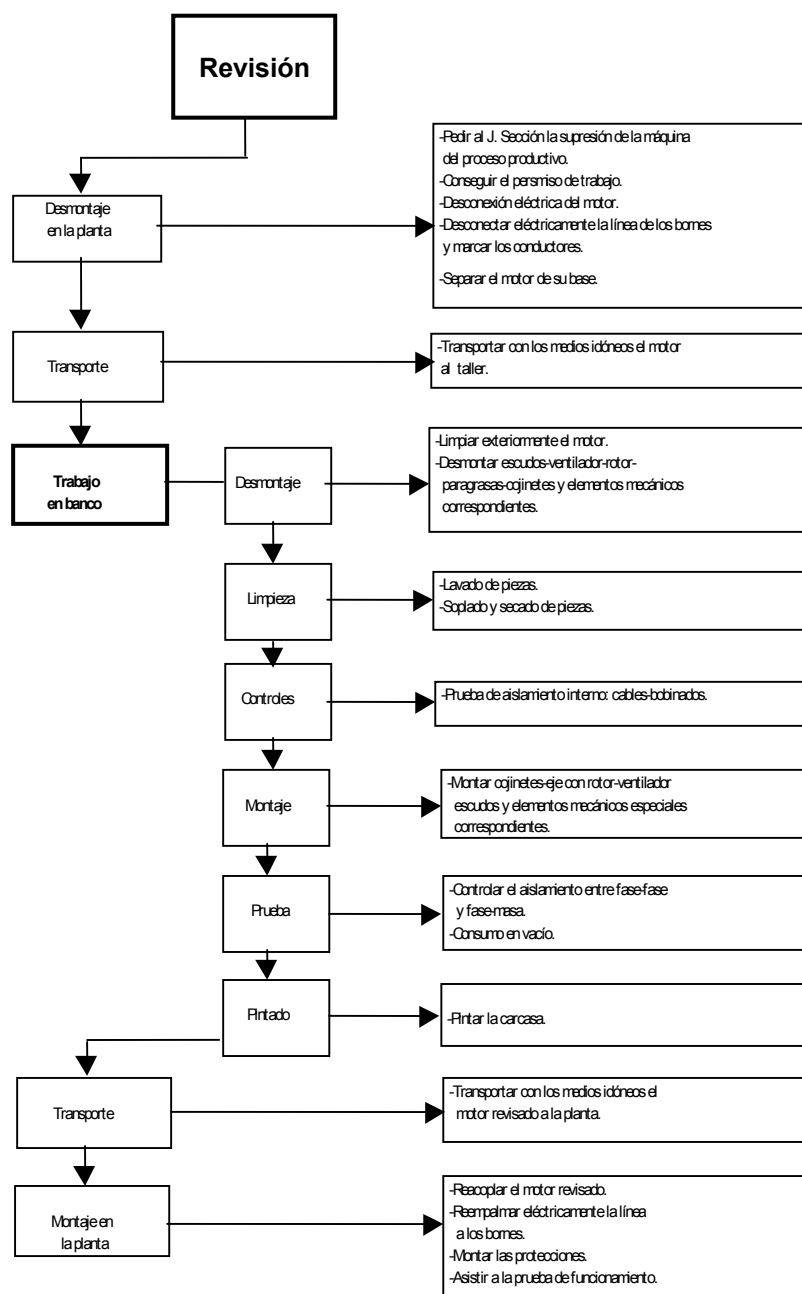 Revisión
Desmontaje
en la planta
-Pedir al J. Sección la supresión de la máquina
del proceso productivo.
-Conseguir el persmiso de trabajo.
-Desconexión eléctrica del motor.
-Desconectar eléctricamente la línea de los bornes
y marcar los conductores.
-Separar el motor de su base.
Transporte
-Transportar con los medios idóneos el motor
al taller.
Trabajo
en banco
Desmontaje
-Limpiar exteriormente el motor.
-Desmontar escudos-ventilador-rotor-
paragrasas-cojinetes y elementos mecánicos
correspondientes.
Limpieza
-Lavado de piezas.
-Soplado y secado de piezas.
Controles
-Prueba de aislamiento interno: cables-bobinados.
Montaje
-Montar cojinetes-eje con rotor-ventilador
escudos y elementos mecánicos especiales
correspondientes.
Prueba
-Controlar el aislamiento entre fase-fase
y fase-masa.
-Consumo en vacío.
Pintado
-Pintar la carcasa.
Transporte
-Transportar con los medios idóneos el
motor revisado a la planta.
Montaje en
la planta
-Reacoplar el motor revisado.
-Reempalmar eléctricamente la línea
a los bornes.
-Montar las protecciones.
-Asistir a la prueba de funcionamiento.